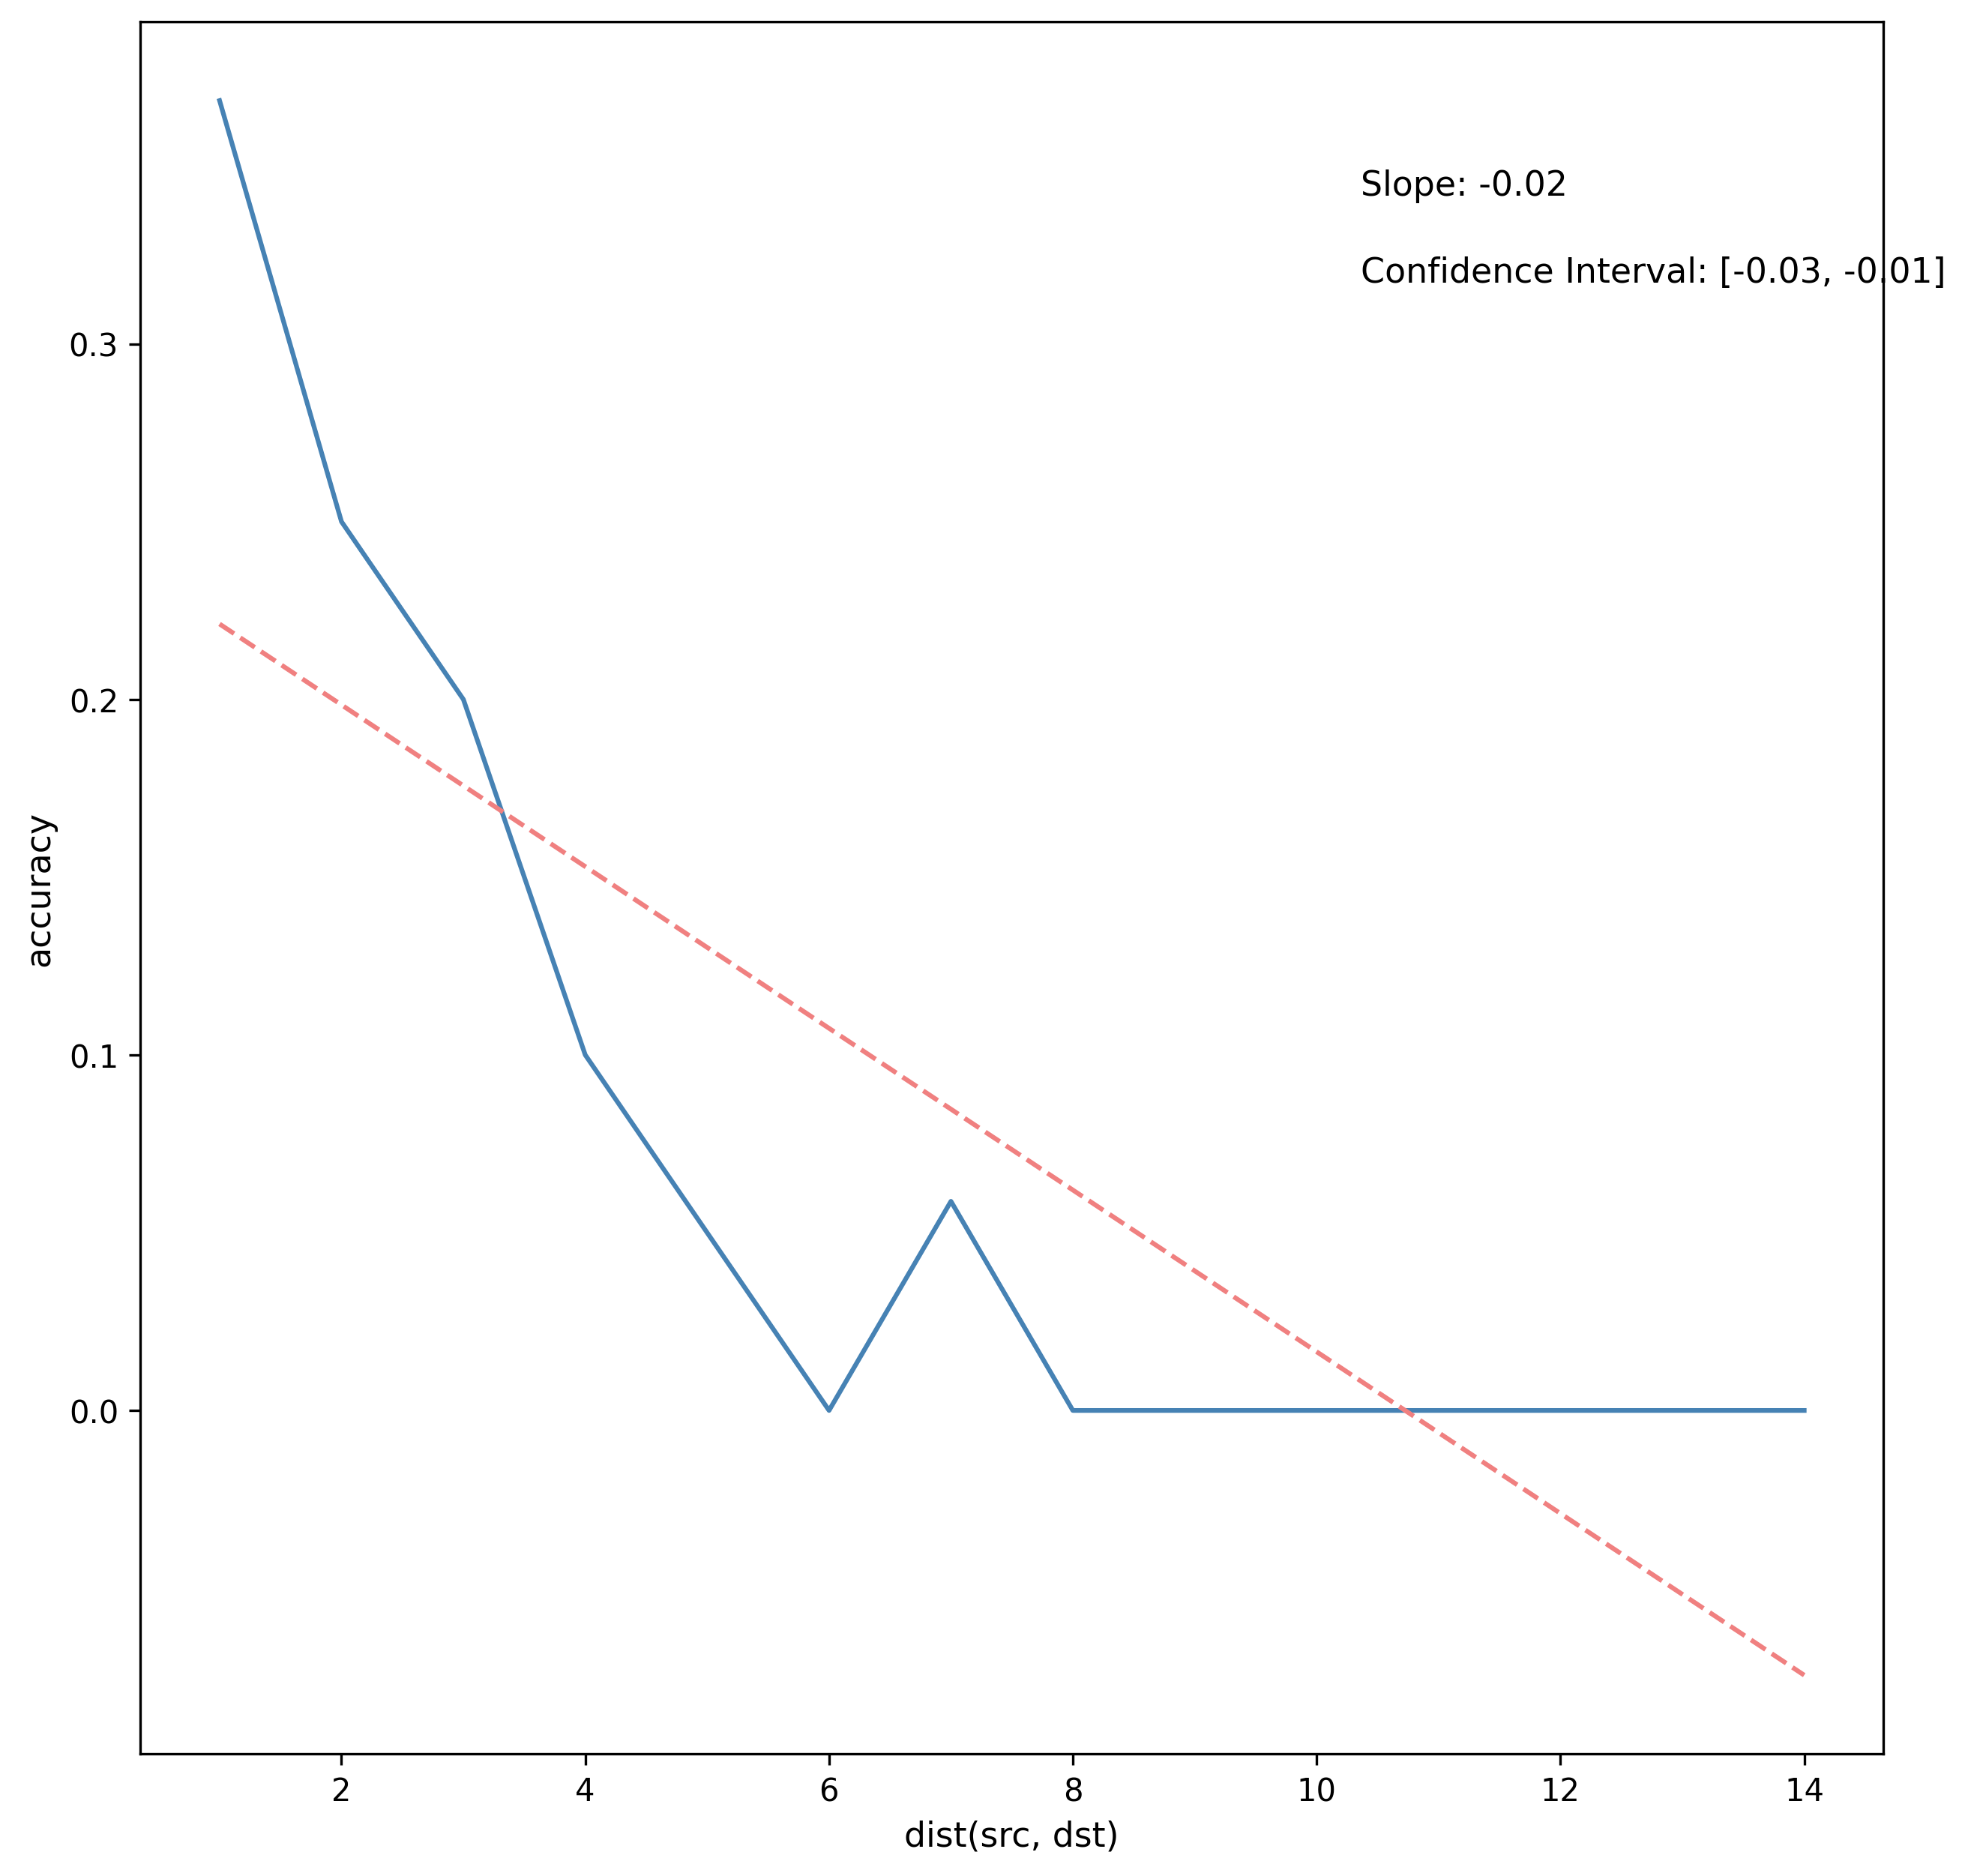 Slope: -0.02
Confidence Interval: [-0.03, -0.01]
0.3
0.2
0.1
0.0
accuracy
2 4 6 8 10 12 14
dist(src, dst)